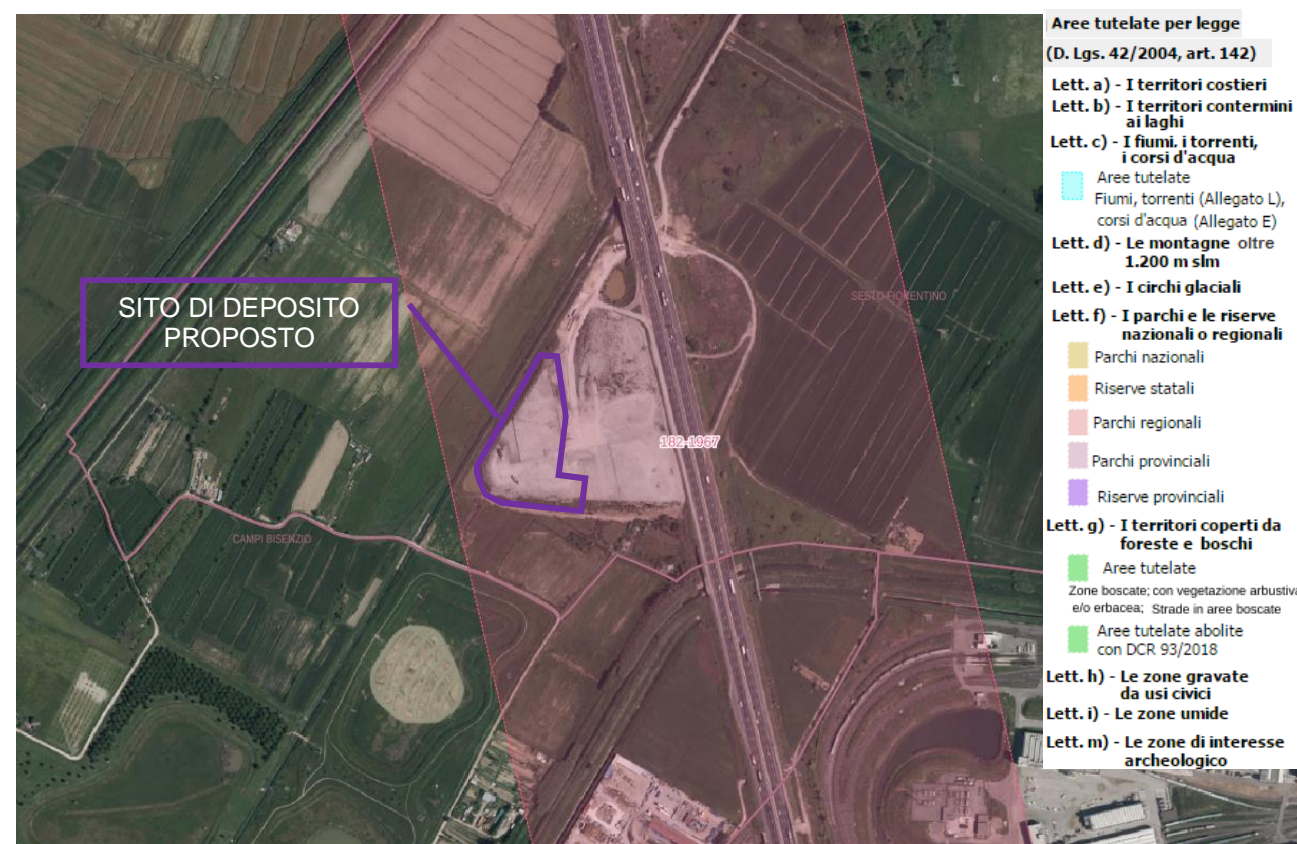 SITO DI DEPOSITO
PROPOSTO
SESTO FIORENTINO
182-1967
CAMPI BISENZIO
Aree tutelate per legge
(D. Lgs. 42/2004, art. 142)
Lett. a) - I territori costieri
Lett. b) - I territori contermini
ai laghi
Lett. c) - I fiumi. i torrenti,
i corsi d'acqua
Aree tutelate
Fiumi, torrenti (Allegato L),
corsi d'acqua (Allegato E)
Lett. d) - Le montagne oltre
1.200 m slm
Lett. e) - I circhi glaciali
Lett. f) - I parchi e le riserve
nazionali o regionali
Parchi nazionali
Riserve statali
Parchi regionali
Parchi provinciali
Riserve provinciali
Lett. g) - I territori coperti da
foreste e boschi
Aree tutelate
Zone boscate; con vegetazione arbustiva
e/o erbacea; Strade in aree boscate
Aree tutelate abolite
con DCR 93/2018
Lett. h) - Le zone gravate
da usi civici
Lett. i) - Le zone umide
Lett. m) - Le zone di interesse
archeologico